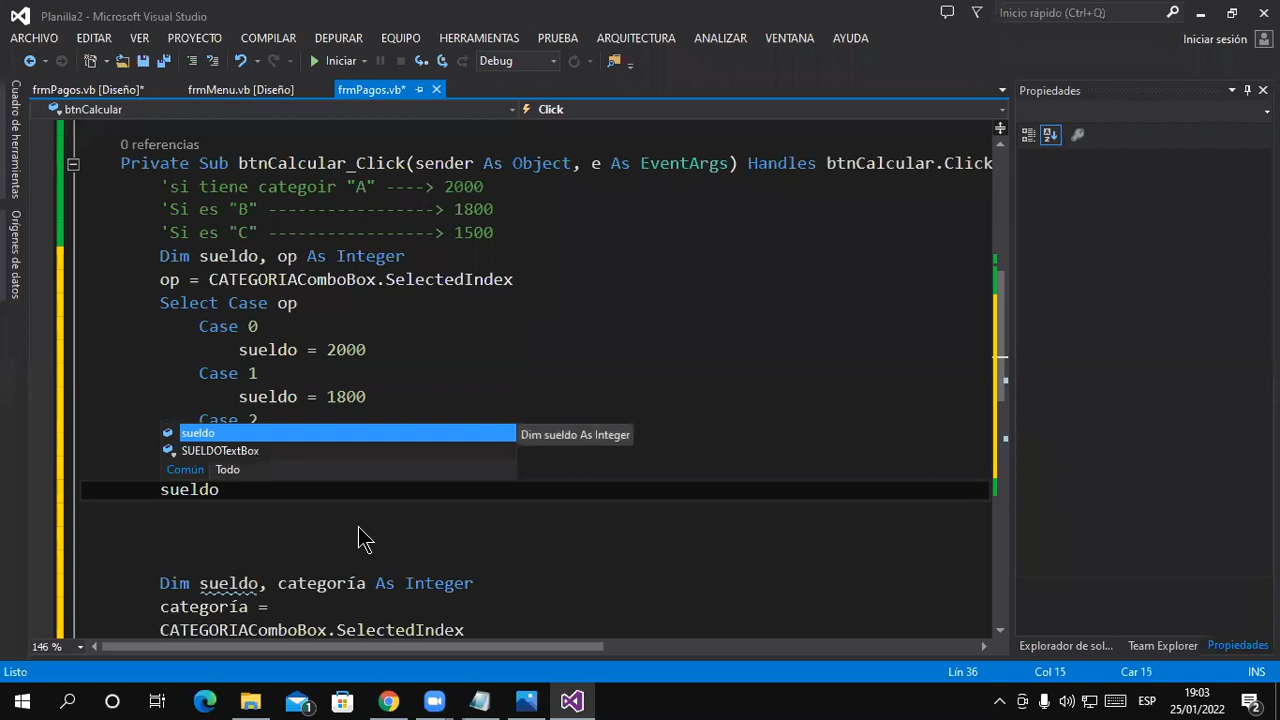 Planilla2 - Microsoft Visual Studio
Inicio rápido (Ctrl+Q)
ARCHIVO EDITAR VER PROYECTO COMPILAR DEPURAR EQUIPO HERRAMIENTAS PRUEBA ARQUITECTURA ANALIZAR VENTANA AYUDA
Iniciar sesión
Iniciar Debug
frmPagos.vb [Diseño]* frmMenu.vb [Diseño] frmPagos.vb*
Propiedades
btnCalcular Click
Cuadro de herramientas
Orígenes de datos
0 referencias
Private Sub btnCalcular_Click(sender As Object, e As EventArgs) Handles btnCalcular.Click
'si tiene categoir "A" ----> 2000
'Si es "B" -----------------> 1800
'Si es "C" -----------------> 1500
Dim sueldo, op As Integer
op = CATEGORIAComboBox.SelectedIndex
Select Case op
Case 0
sueldo = 2000
Case 1
sueldo = 1800
Case 2
sueldo Dim sueldo As Integer
SUELDOTextBox
Común Todo
sueldo
Dim sueldo, categoría As Integer
categoría =
CATEGORIAComboBox.SelectedIndex
146 %
Explorador de sol... Team Explorer Propiedades
Listo Lín 36 Col 15 Car 15 INS
1 ESP 19:03 25/01/2022 2